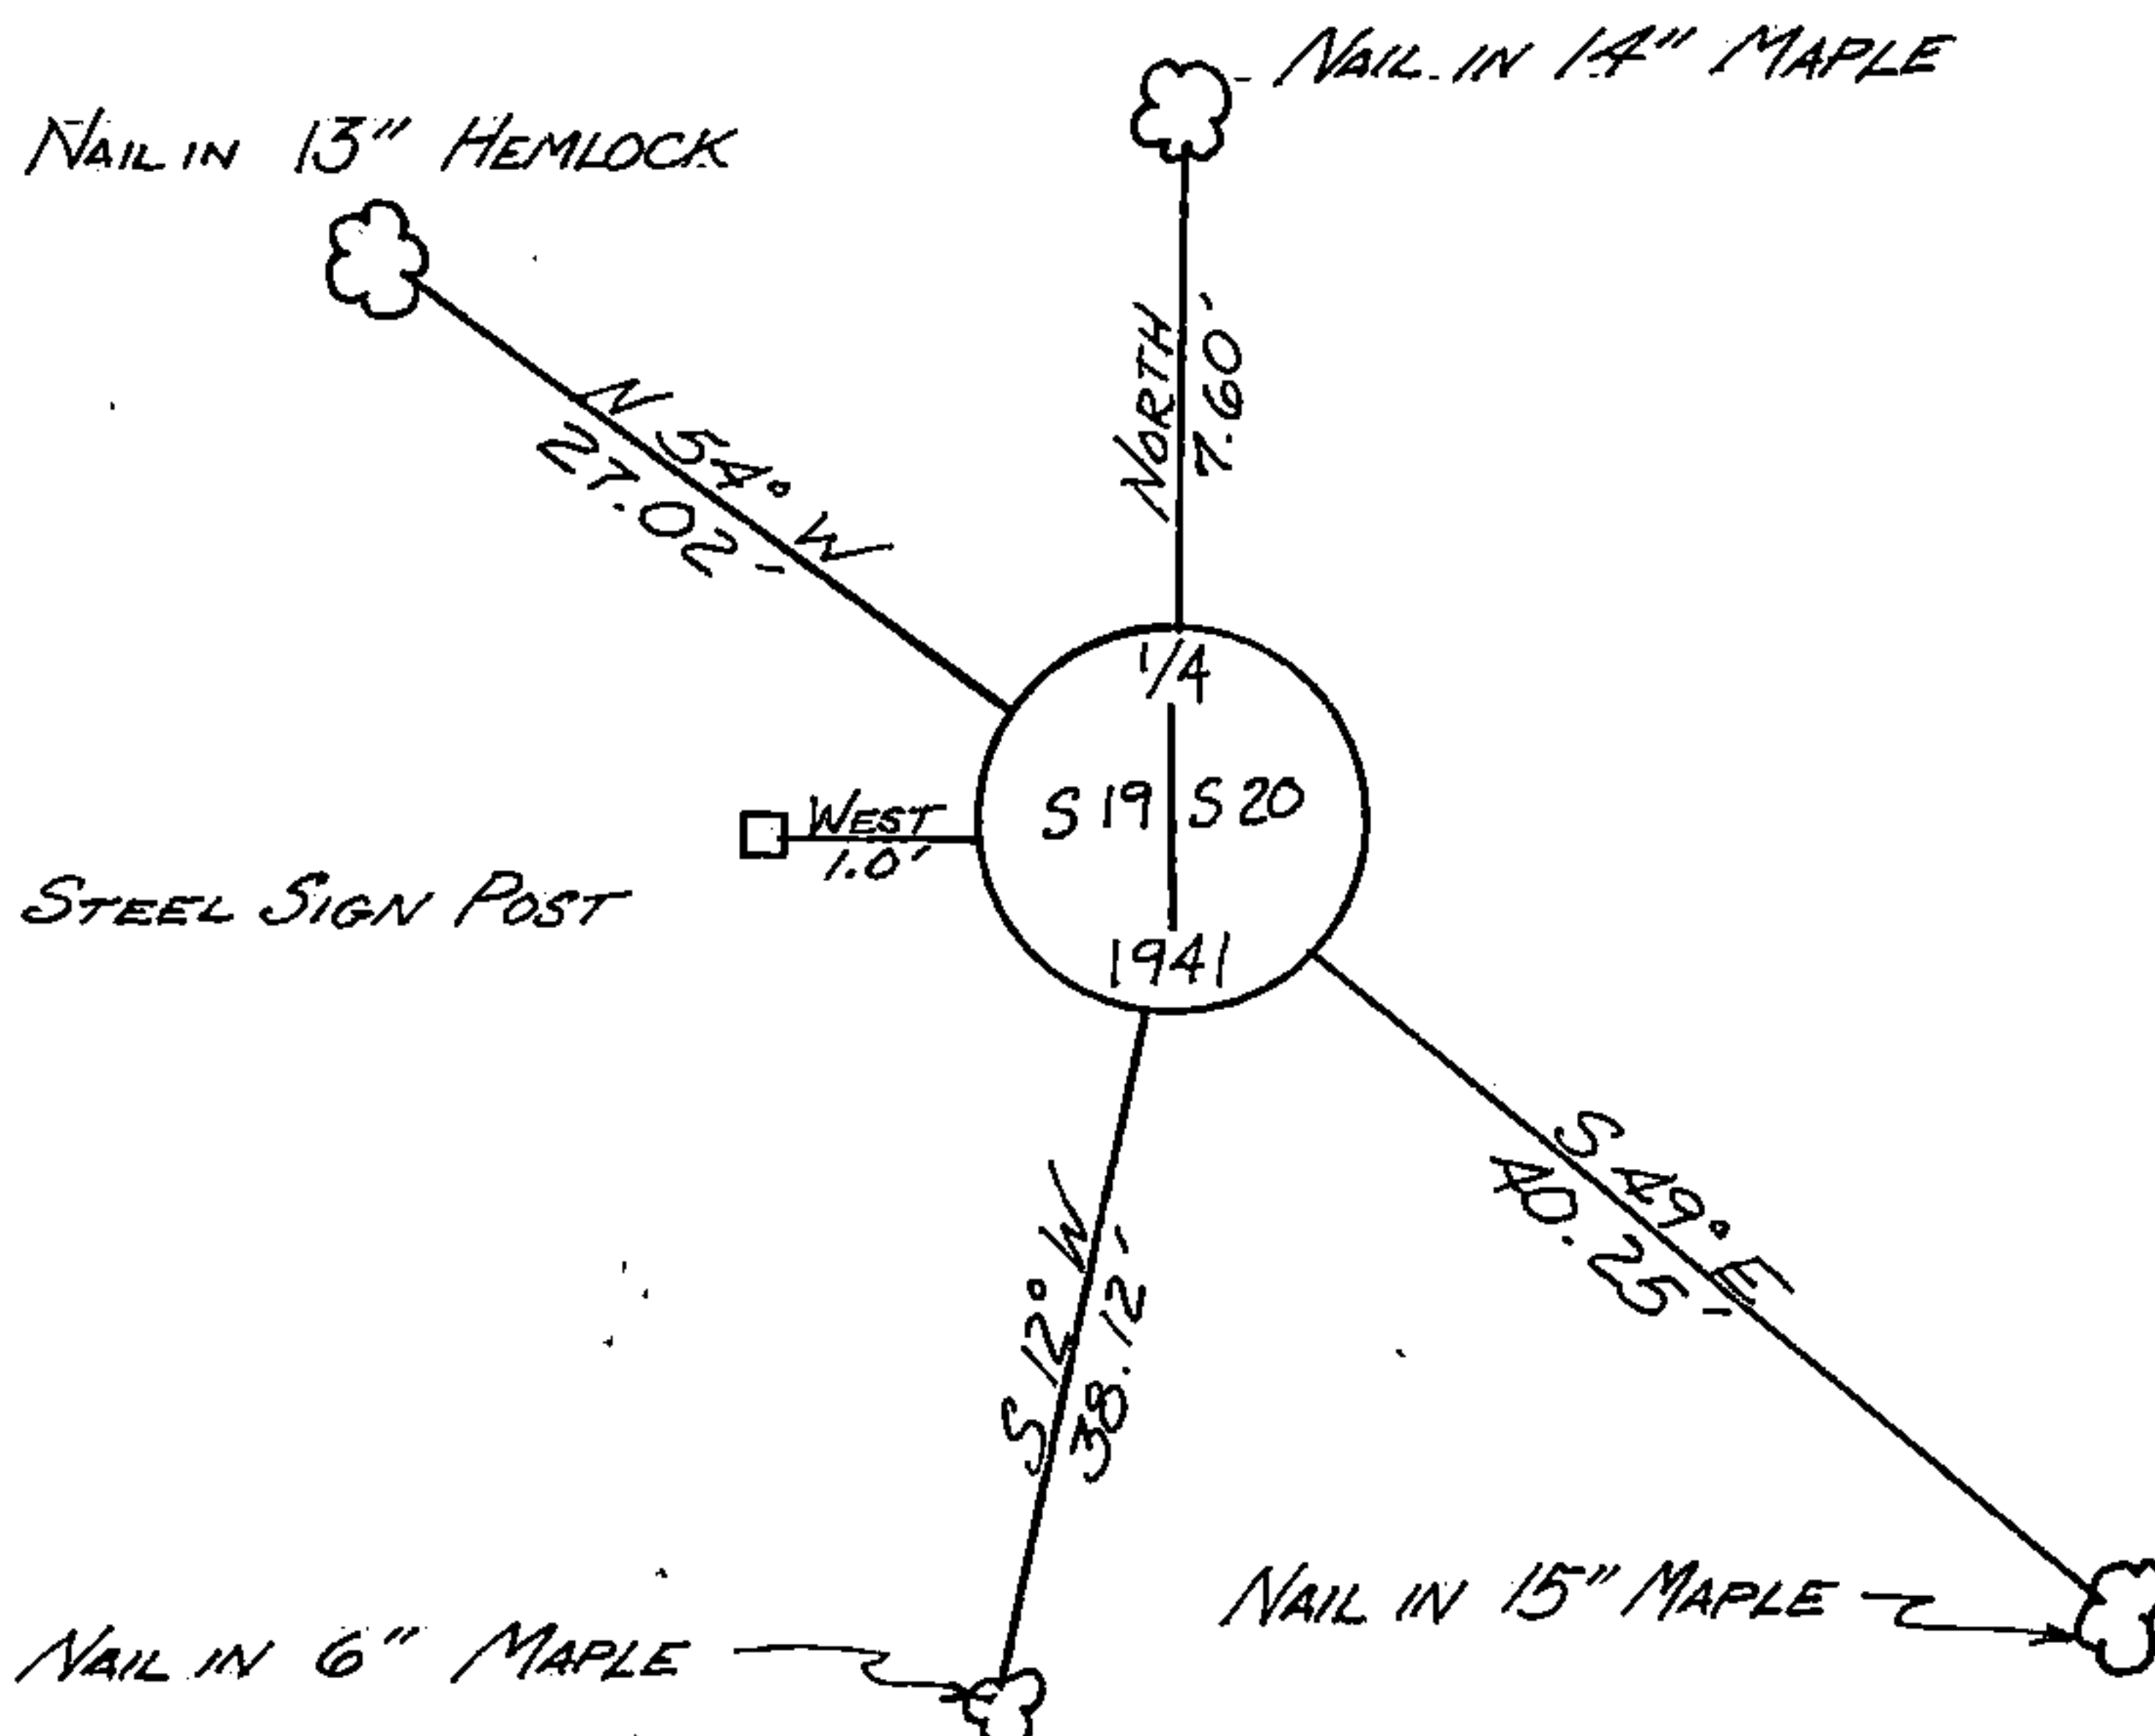 NAIL IN 14" MAPLE
NAIL IN 13" HEMLOCK
NORTH
7.60'
N 54° W
27.02'
1/4
S 19 | S 20
1941
WEST
1.0'
STEEL SIGN POST
S 49° E
40.25'
S 12° W
38.12'
NAIL IN 15" MAPLE
NAIL IN 6" MAPLE